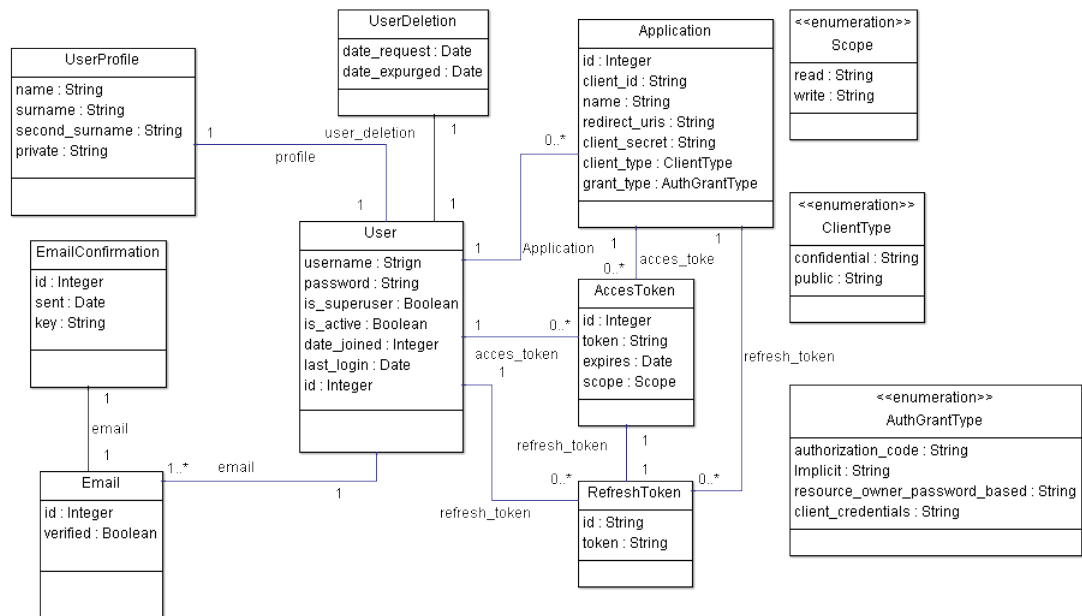 UserDeletion
date_request : Date
date_expurged : Date
1
user_deletion
1
UserProfile
name : String
surname : String
second_surname : String
private : String
1
profile
1
Application
id : Integer
client_id : String
name : String
redirect_uris : String
client_secret : String
client_type : ClientType
grant_type : AuthGrantType
0..*
Application
1
1
acces_toke
0..*
1
refresh_token
0..*
<<enumeration>>
Scope
read : String
write : String
<<enumeration>>
ClientType
confidential : String
public : String
<<enumeration>>
AuthGrantType
authorization_code : String
Implicit : String
resource_owner_password_based : String
client_credentials : String
User
username : Strign
password : String
is_superuser : Boolean
is_active : Boolean
date_joined : Integer
last_login : Date
id : Integer
1
0..*
acces_token
1
0..*
refresh_token
AccesToken
id : Integer
token : String
expires : Date
scope : Scope
1
refresh_token
1
RefreshToken
id : String
token : String
EmailConfirmation
id : Integer
sent : Date
key : String
1
email
1
Email
id : Integer
verified : Boolean
1..*
email
1